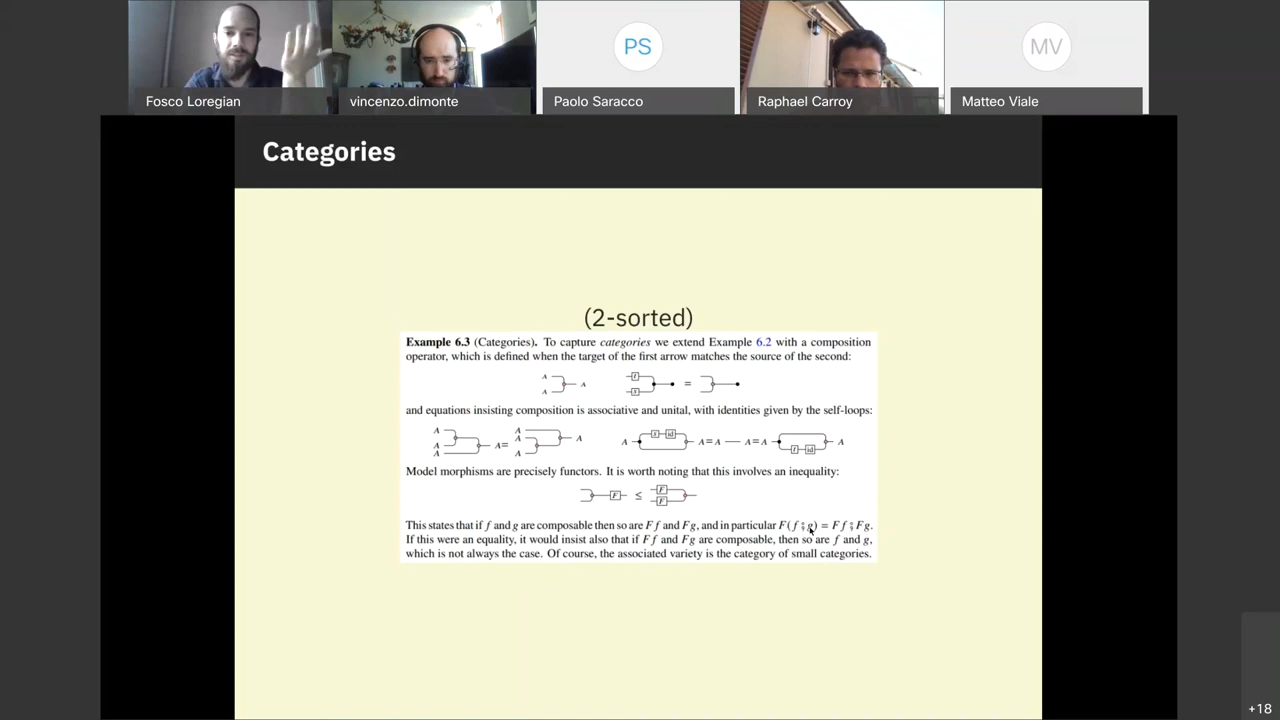 PS
MV
Fosco Loregian
vincenzo.dimonte
Paolo Saracco
Raphael Carroy
Matteo Viale
Categories
(2-sorted)
Example 6.3 (Categories). To capture categories we extend Example 6.2 with a composition
operator, which is defined when the target of the first arrow matches the source of the second:
A A A t s =
and equations insisting composition is associative and unital, with identities given by the self-loops:
A A A A = A A A A A s id A = A A = A t id A
Model morphisms are precisely functors. It is worth noting that this involves an inequality:
F ≤ F F
This states that if f and g are composable then so are Ff and Fg, and in particular F(f ⨟ g) = Ff ⨟ Fg.
If this were an equality, it would insist also that if Ff and Fg are composable, then so are f and g,
which is not always the case. Of course, the associated variety is the category of small categories.
+18